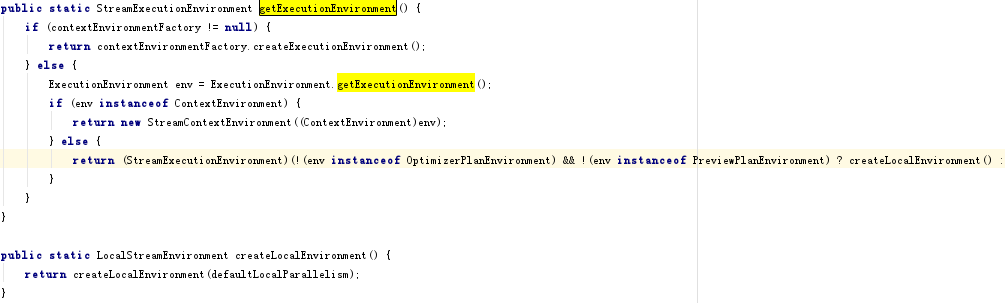 public static StreamExecutionEnvironment getExecutionEnvironment() {
    if (contextEnvironmentFactory != null) {
        return contextEnvironmentFactory.createExecutionEnvironment();
    } else {
        ExecutionEnvironment env = ExecutionEnvironment.getExecutionEnvironment();
        if (env instanceof ContextEnvironment) {
            return new StreamContextEnvironment((ContextEnvironment)env);
        } else {
            return (StreamExecutionEnvironment)(!(env instanceof OptimizerPlanEnvironment) && !(env instanceof PreviewPlanEnvironment) ? createLocalEnvironment() :
        }
    }
}
public static LocalStreamEnvironment createLocalEnvironment() {
    return createLocalEnvironment(defaultLocalParallelism);
}